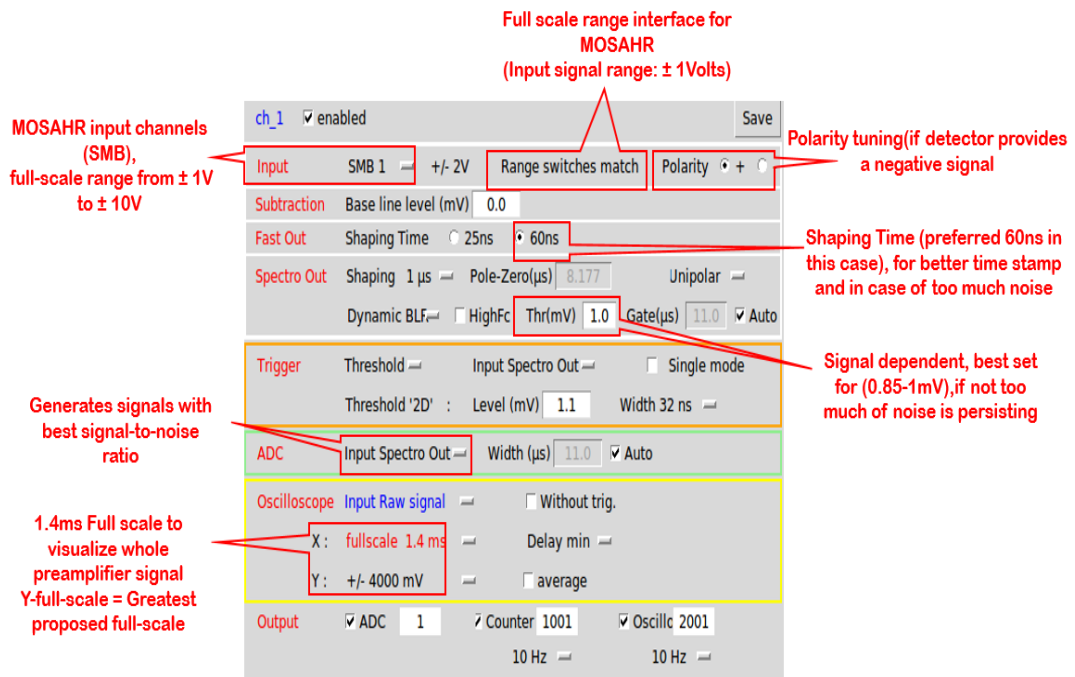 Full scale range interface for
MOSAHR
(Input signal range: ± 1Volts)
MOSAHR input channels
(SMB),
full-scale range from ± 1V
to ± 10V
Polarity tuning(if detector provides
a negative signal
Shaping Time (preferred 60ns in
this case), for better time stamp
and in case of too much noise
Signal dependent, best set
for (0.85-1mV),if not too
much of noise is persisting
Generates signals with
best signal-to-noise
ratio
1.4ms Full scale to
visualize whole
preamplifier signal
Y-full-scale = Greatest
proposed full-scale
ch_1 enabled Save
Input SMB 1 +/- 2V Range switches match Polarity +
Subtraction Base line level (mV) 0.0
Fast Out Shaping Time 25ns 60ns
Spectro Out Shaping 1 µs Pole-Zero(µs) 8.177 Unipolar
Dynamic BLF HighFc Thr(mV) 1.0 Gate(µs) 11.0 Auto
Trigger Threshold Input Spectro Out Single mode
Threshold '2D' : Level (mV) 1.1 Width 32 ns
ADC Input Spectro Out Width (µs) 11.0 Auto
Oscilloscope Input Raw signal Without trig.
X : fullscale 1.4 ms Delay min
Y : +/- 4000 mV average
Output ADC 1 Counter 1001 Oscillo 2001
10 Hz 10 Hz